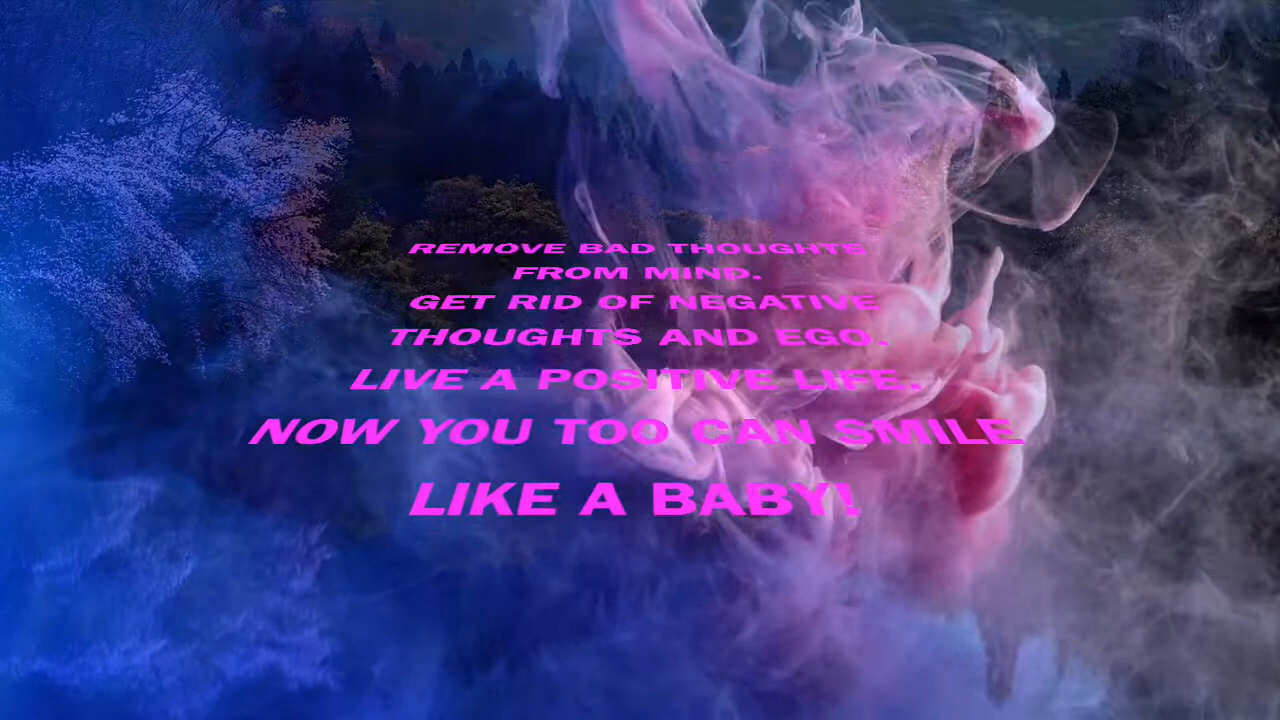 REMOVE BAD THOUGHTS
FROM MIND.
GET RID OF NEGATIVE
THOUGHTS AND EGO.
LIVE A POSITIVE LIFE.
NOW YOU TOO CAN SMILE
LIKE A BABY!